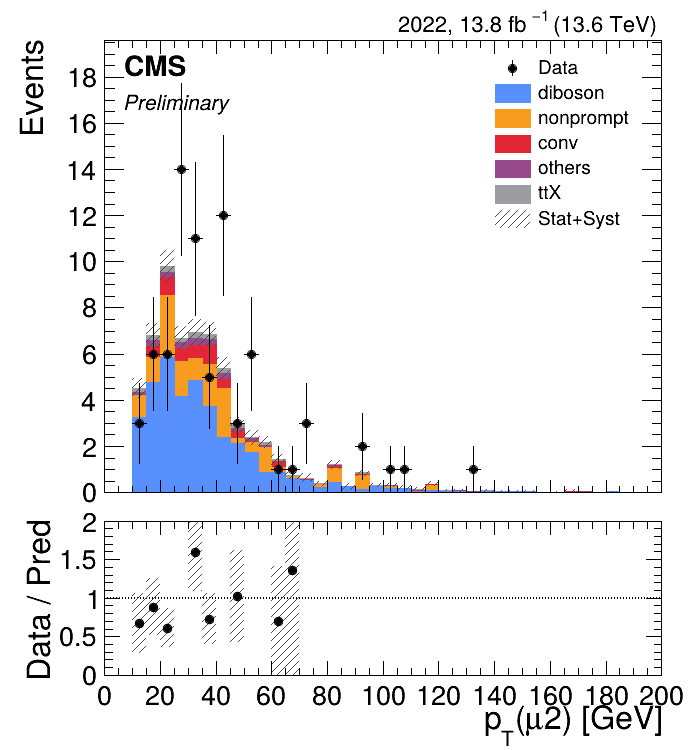 2022, 13.8 fb⁻¹ (13.6 TeV)
CMS
Preliminary
Events
18
16
14
12
10
8
6
4
2
0
Data
diboson
nonprompt
conv
others
ttX
Stat+Syst
Data / Pred
2
1.5
1
0.5
0
0 20 40 60 80 100 120 140 160 180 200
p_T(μ2) [GeV]